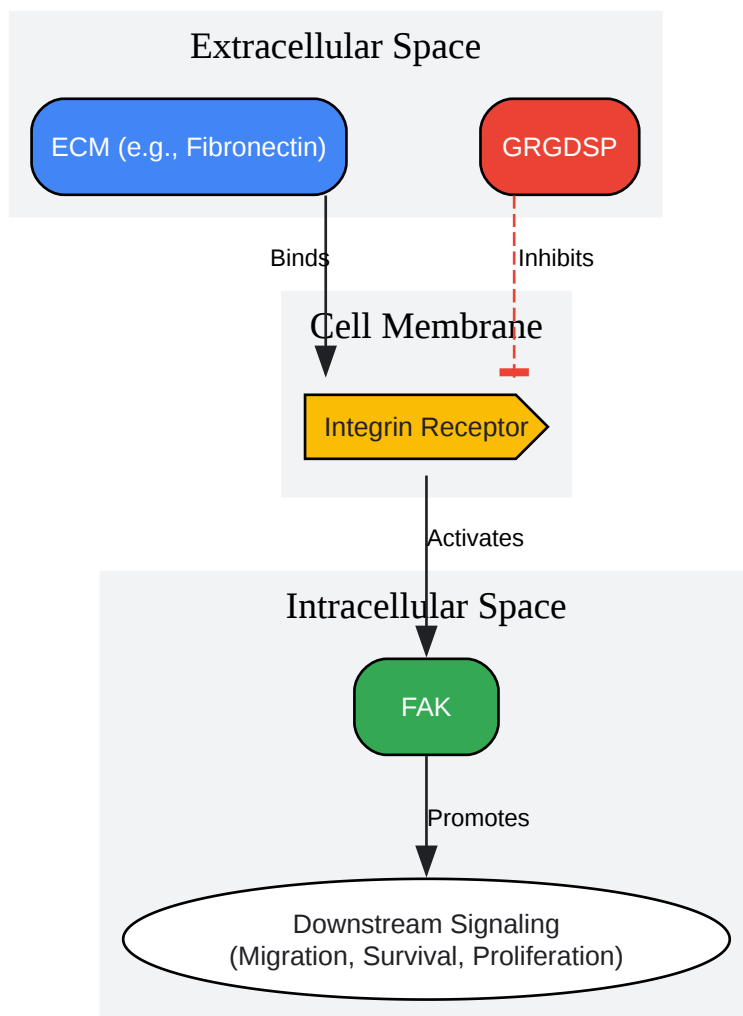 Extracellular Space
ECM (e.g., Fibronectin)
GRGDSP
Binds
Inhibits
Cell Membrane
Integrin Receptor
Activates
Intracellular Space
FAK
Promotes
Downstream Signaling
(Migration, Survival, Proliferation)